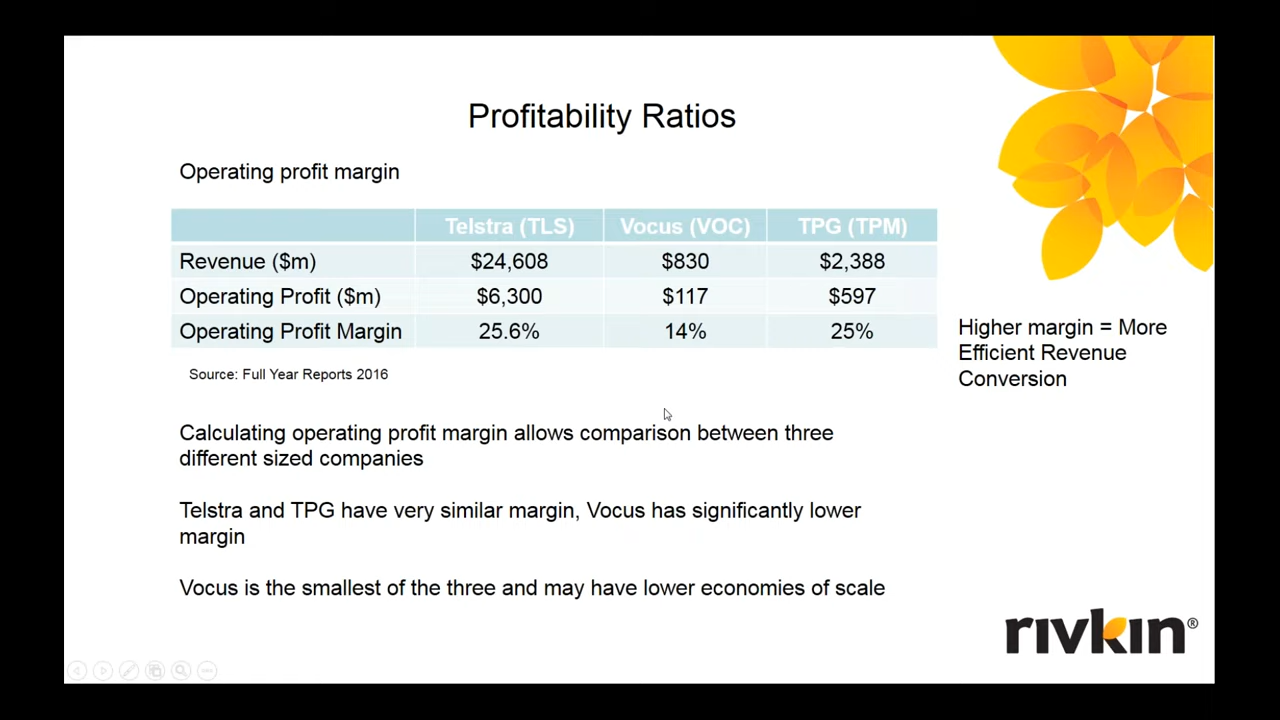 Profitability Ratios
Operating profit margin
Telstra (TLS) Vocus (VOC) TPG (TPM)
Revenue ($m) $24,608 $830 $2,388
Operating Profit ($m) $6,300 $117 $597
Operating Profit Margin 25.6% 14% 25%
Higher margin = More
Efficient Revenue
Conversion
Source: Full Year Reports 2016
Calculating operating profit margin allows comparison between three
different sized companies
Telstra and TPG have very similar margin, Vocus has significantly lower
margin
Vocus is the smallest of the three and may have lower economies of scale
rivkin®